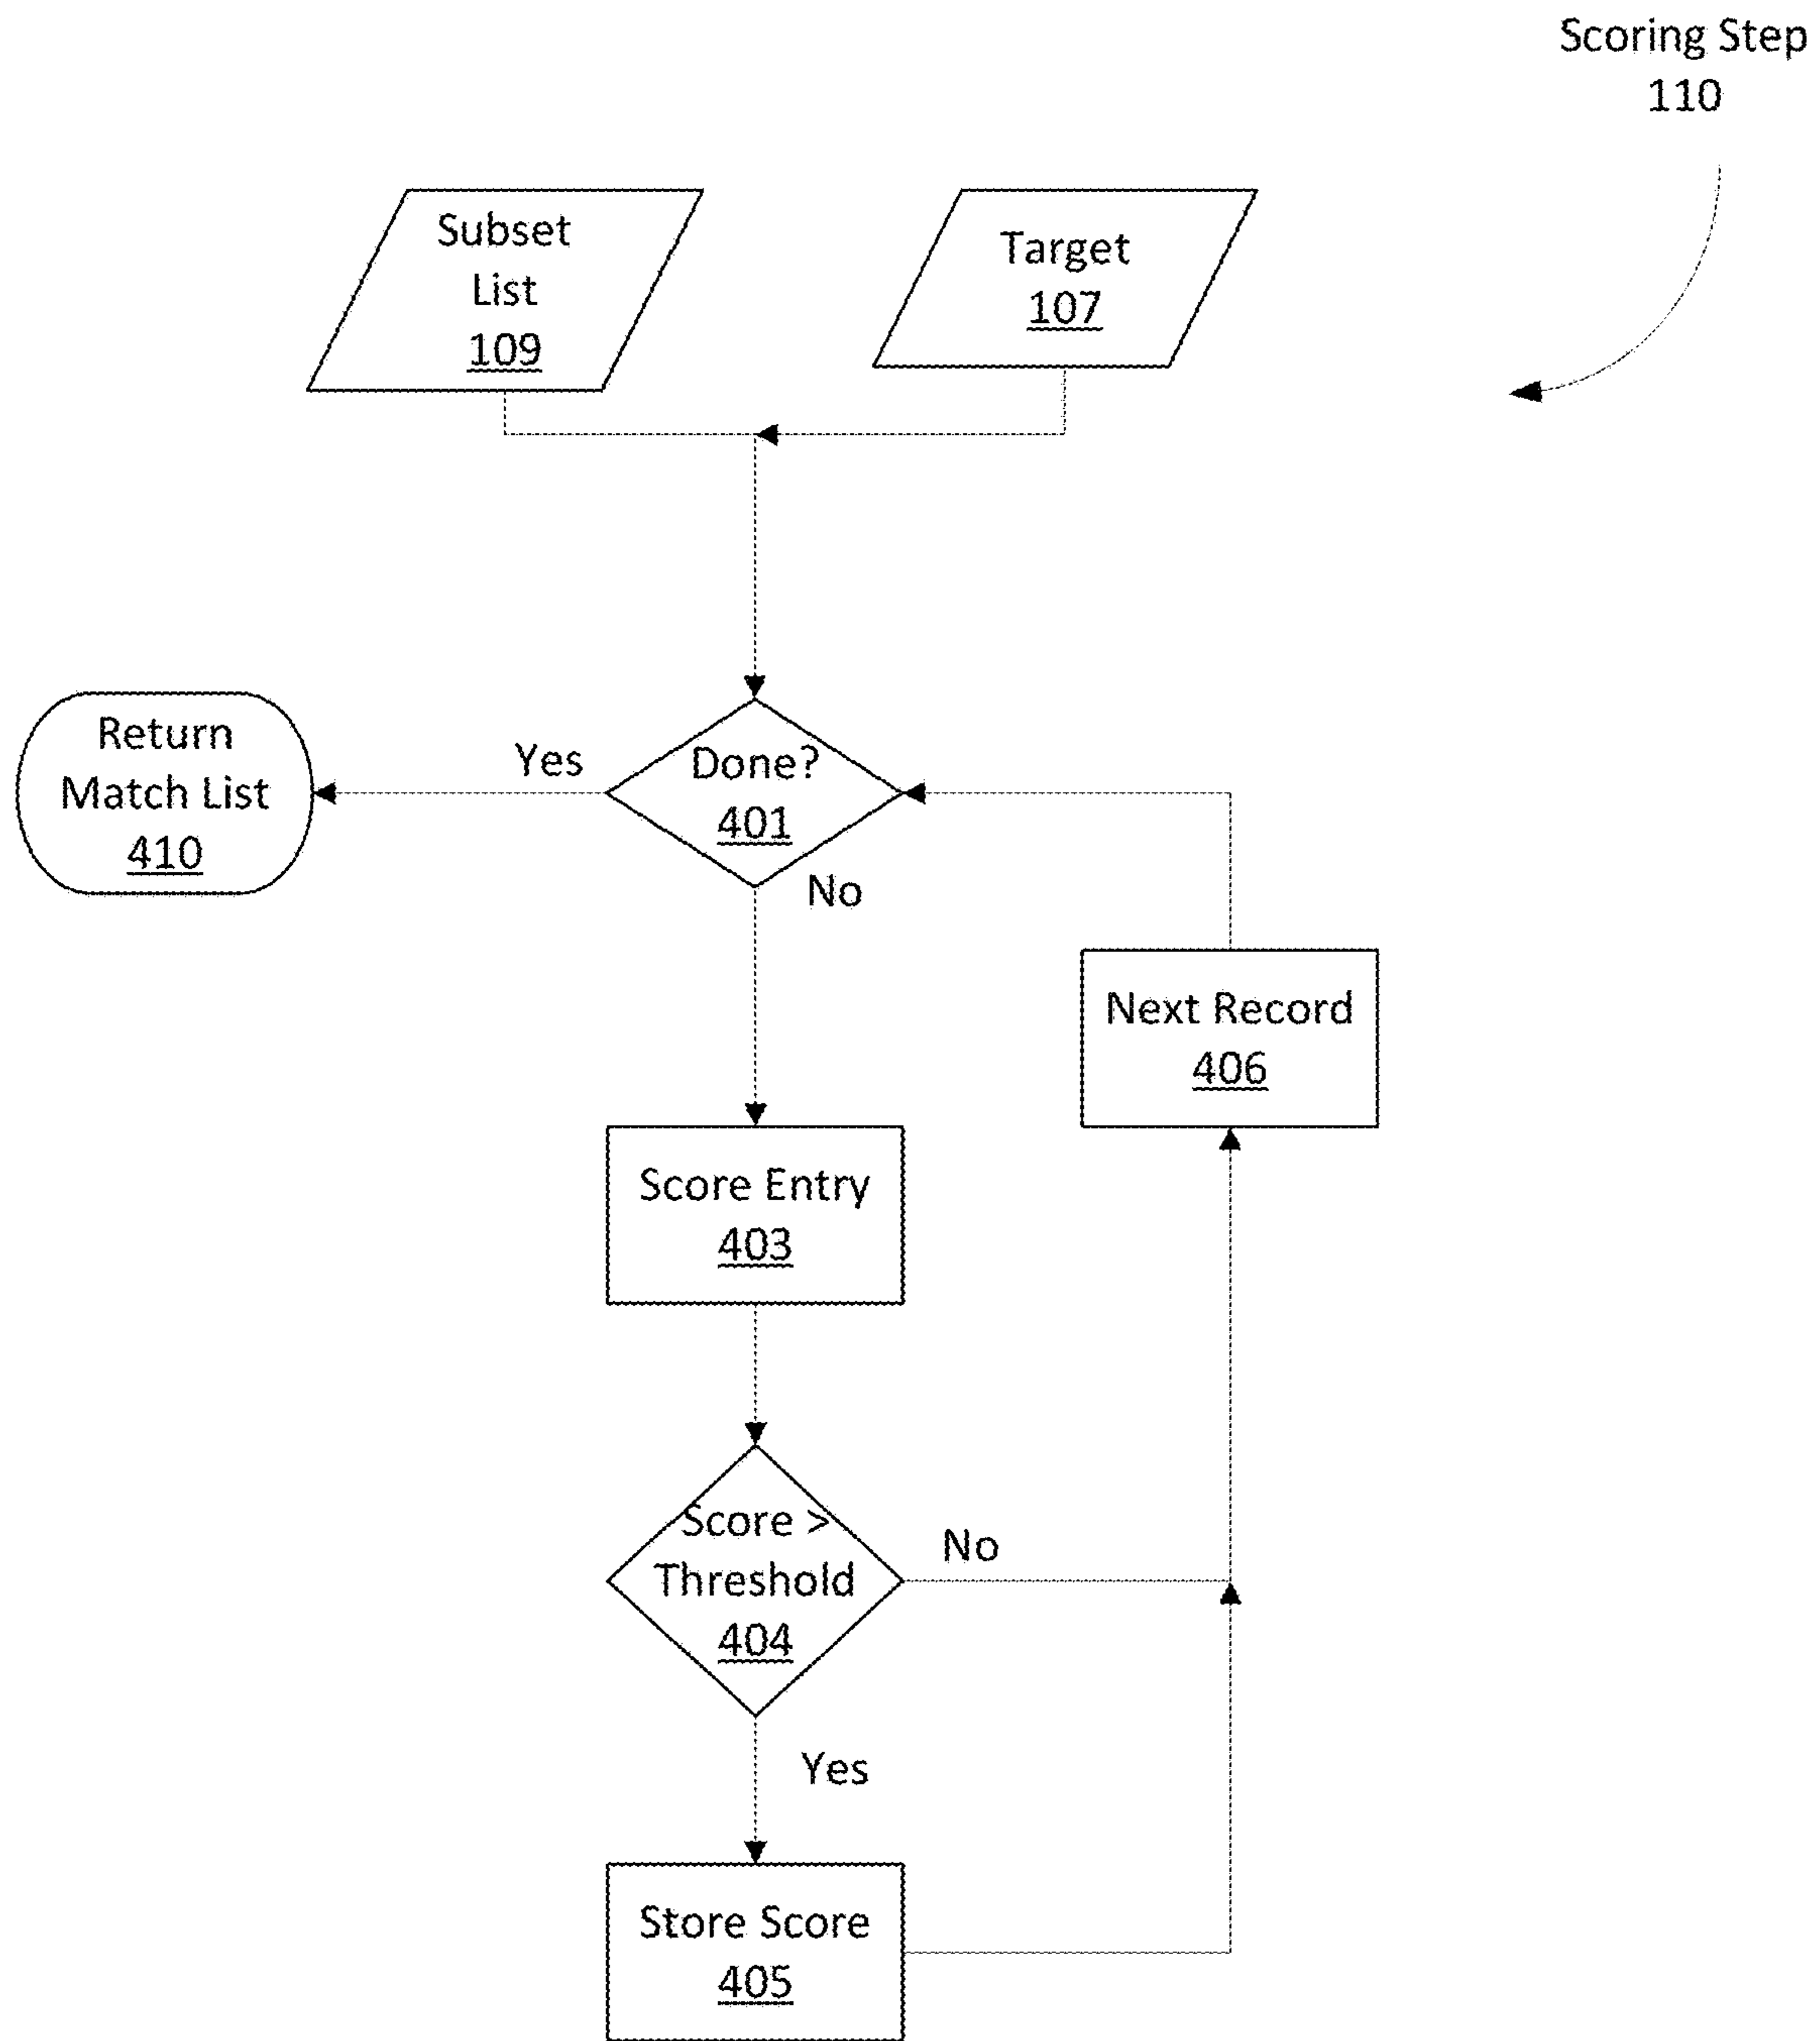 Scoring Step
110
Subset
List
109
Target
107
Return
Match List
410
Yes
Done?
401
No
Next Record
406
Score Entry
403
Score >
Threshold
404
No
Yes
Store Score
405